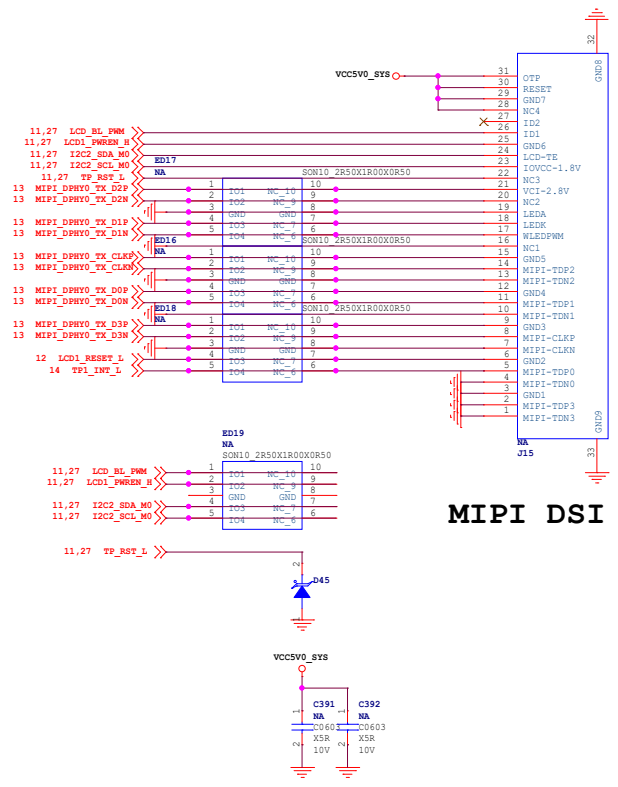 32
GND8
VCC5V0_SYS
31 OTP
30 RESET
29 GND7
28 NC4
27 ID2
26 ID1
25 GND6
24 LCD-TE
23 IOVCC-1.8V
22 NC3
21 VCI-2.8V
20 NC2
19 LEDA
18 LEDK
17 WLEDPWM
16 NC1
15 GND5
14 MIPI-TDP2
13 MIPI-TDN2
12 GND4
11 MIPI-TDP1
10 MIPI-TDN1
9 GND3
8 MIPI-CLKP
7 MIPI-CLKN
6 GND2
5 MIPI-TDP0
4 MIPI-TDN0
3 GND1
2 MIPI-TDP3
1 MIPI-TDN3
GND9
33
NA
J15
11,27 LCD_BL_PWM
11,27 LCD1_PWREN_H
11,27 I2C2_SDA_M0
11,27 I2C2_SCL_M0
11,27 TP_RST_L
13 MIPI_DPHY0_TX_D2P
13 MIPI_DPHY0_TX_D2N
13 MIPI_DPHY0_TX_D1P
13 MIPI_DPHY0_TX_D1N
13 MIPI_DPHY0_TX_CLKP
13 MIPI_DPHY0_TX_CLKN
13 MIPI_DPHY0_TX_D0P
13 MIPI_DPHY0_TX_D0N
13 MIPI_DPHY0_TX_D3P
13 MIPI_DPHY0_TX_D3N
12 LCD1_RESET_L
14 TP1_INT_L
ED17
NA
SON10_2R50X1R00X0R50
1 IO1 NC_10 10
2 IO2 NC_9 9
3 GND GND 8
4 IO3 NC_7 7
5 IO4 NC_6 6
ED16
NA
SON10_2R50X1R00X0R50
1 IO1 NC_10 10
2 IO2 NC_9 9
3 GND GND 8
4 IO3 NC_7 7
5 IO4 NC_6 6
ED18
NA
SON10_2R50X1R00X0R50
1 IO1 NC_10 10
2 IO2 NC_9 9
3 GND GND 8
4 IO3 NC_7 7
5 IO4 NC_6 6
ED19
NA
SON10_2R50X1R00X0R50
11,27 LCD_BL_PWM 1 IO1 NC_10 10
11,27 LCD1_PWREN_H 2 IO2 NC_9 9
3 GND GND 8
11,27 I2C2_SDA_M0 4 IO3 NC_7 7
11,27 I2C2_SCL_M0 5 IO4 NC_6 6
MIPI DSI
11,27 TP_RST_L
2
D45
1
VCC5V0_SYS
1 C391
NA
C0603
X5R
2 10V
1 C392
NA
C0603
X5R
2 10V